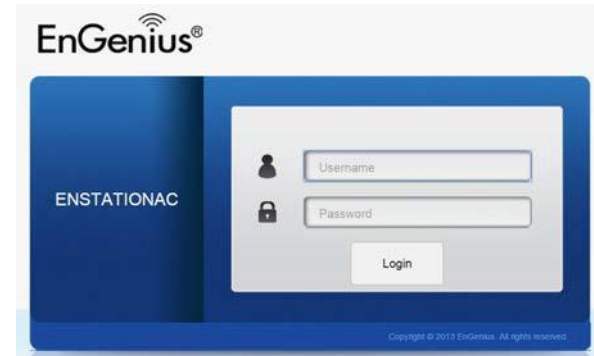 EnGenius®
ENSTATIONAC
Username
Password
Login
Copyright © 2013 EnGenius. All rights reserved